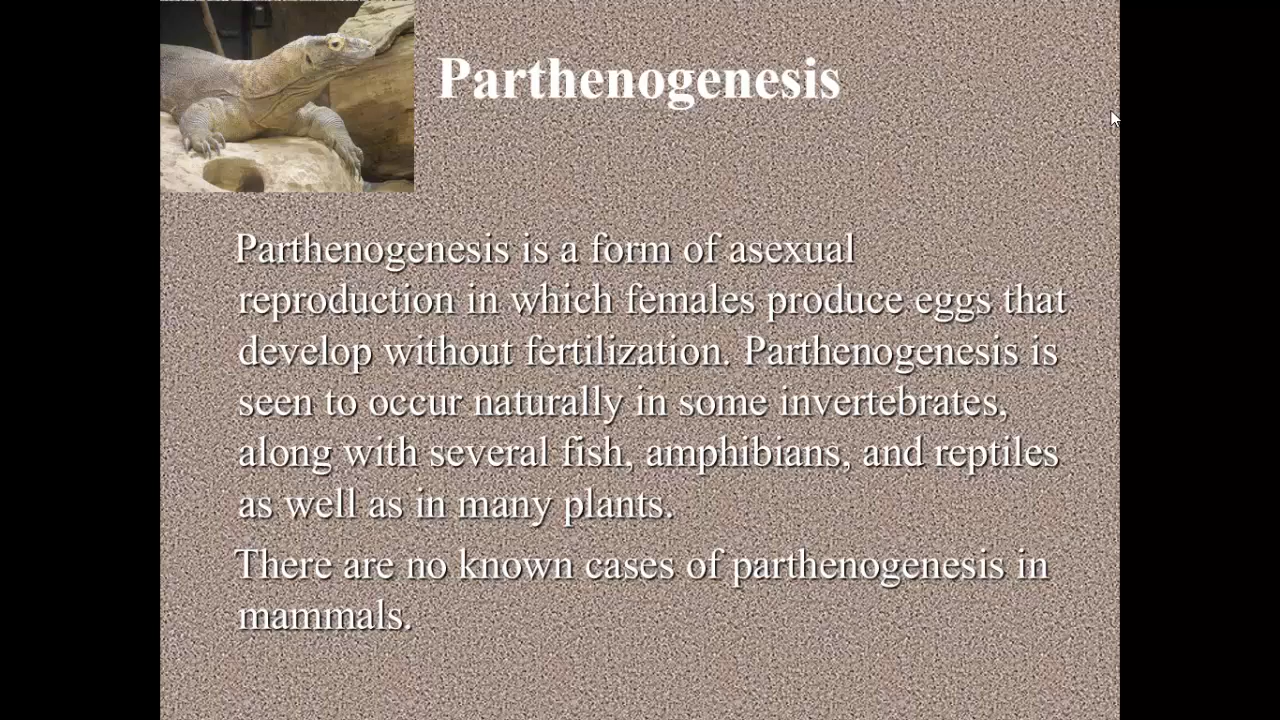 Parthenogenesis
Parthenogenesis is a form of asexual
reproduction in which females produce eggs that
develop without fertilization. Parthenogenesis is
seen to occur naturally in some invertebrates,
along with several fish, amphibians, and reptiles
as well as in many plants.
There are no known cases of parthenogenesis in
mammals.